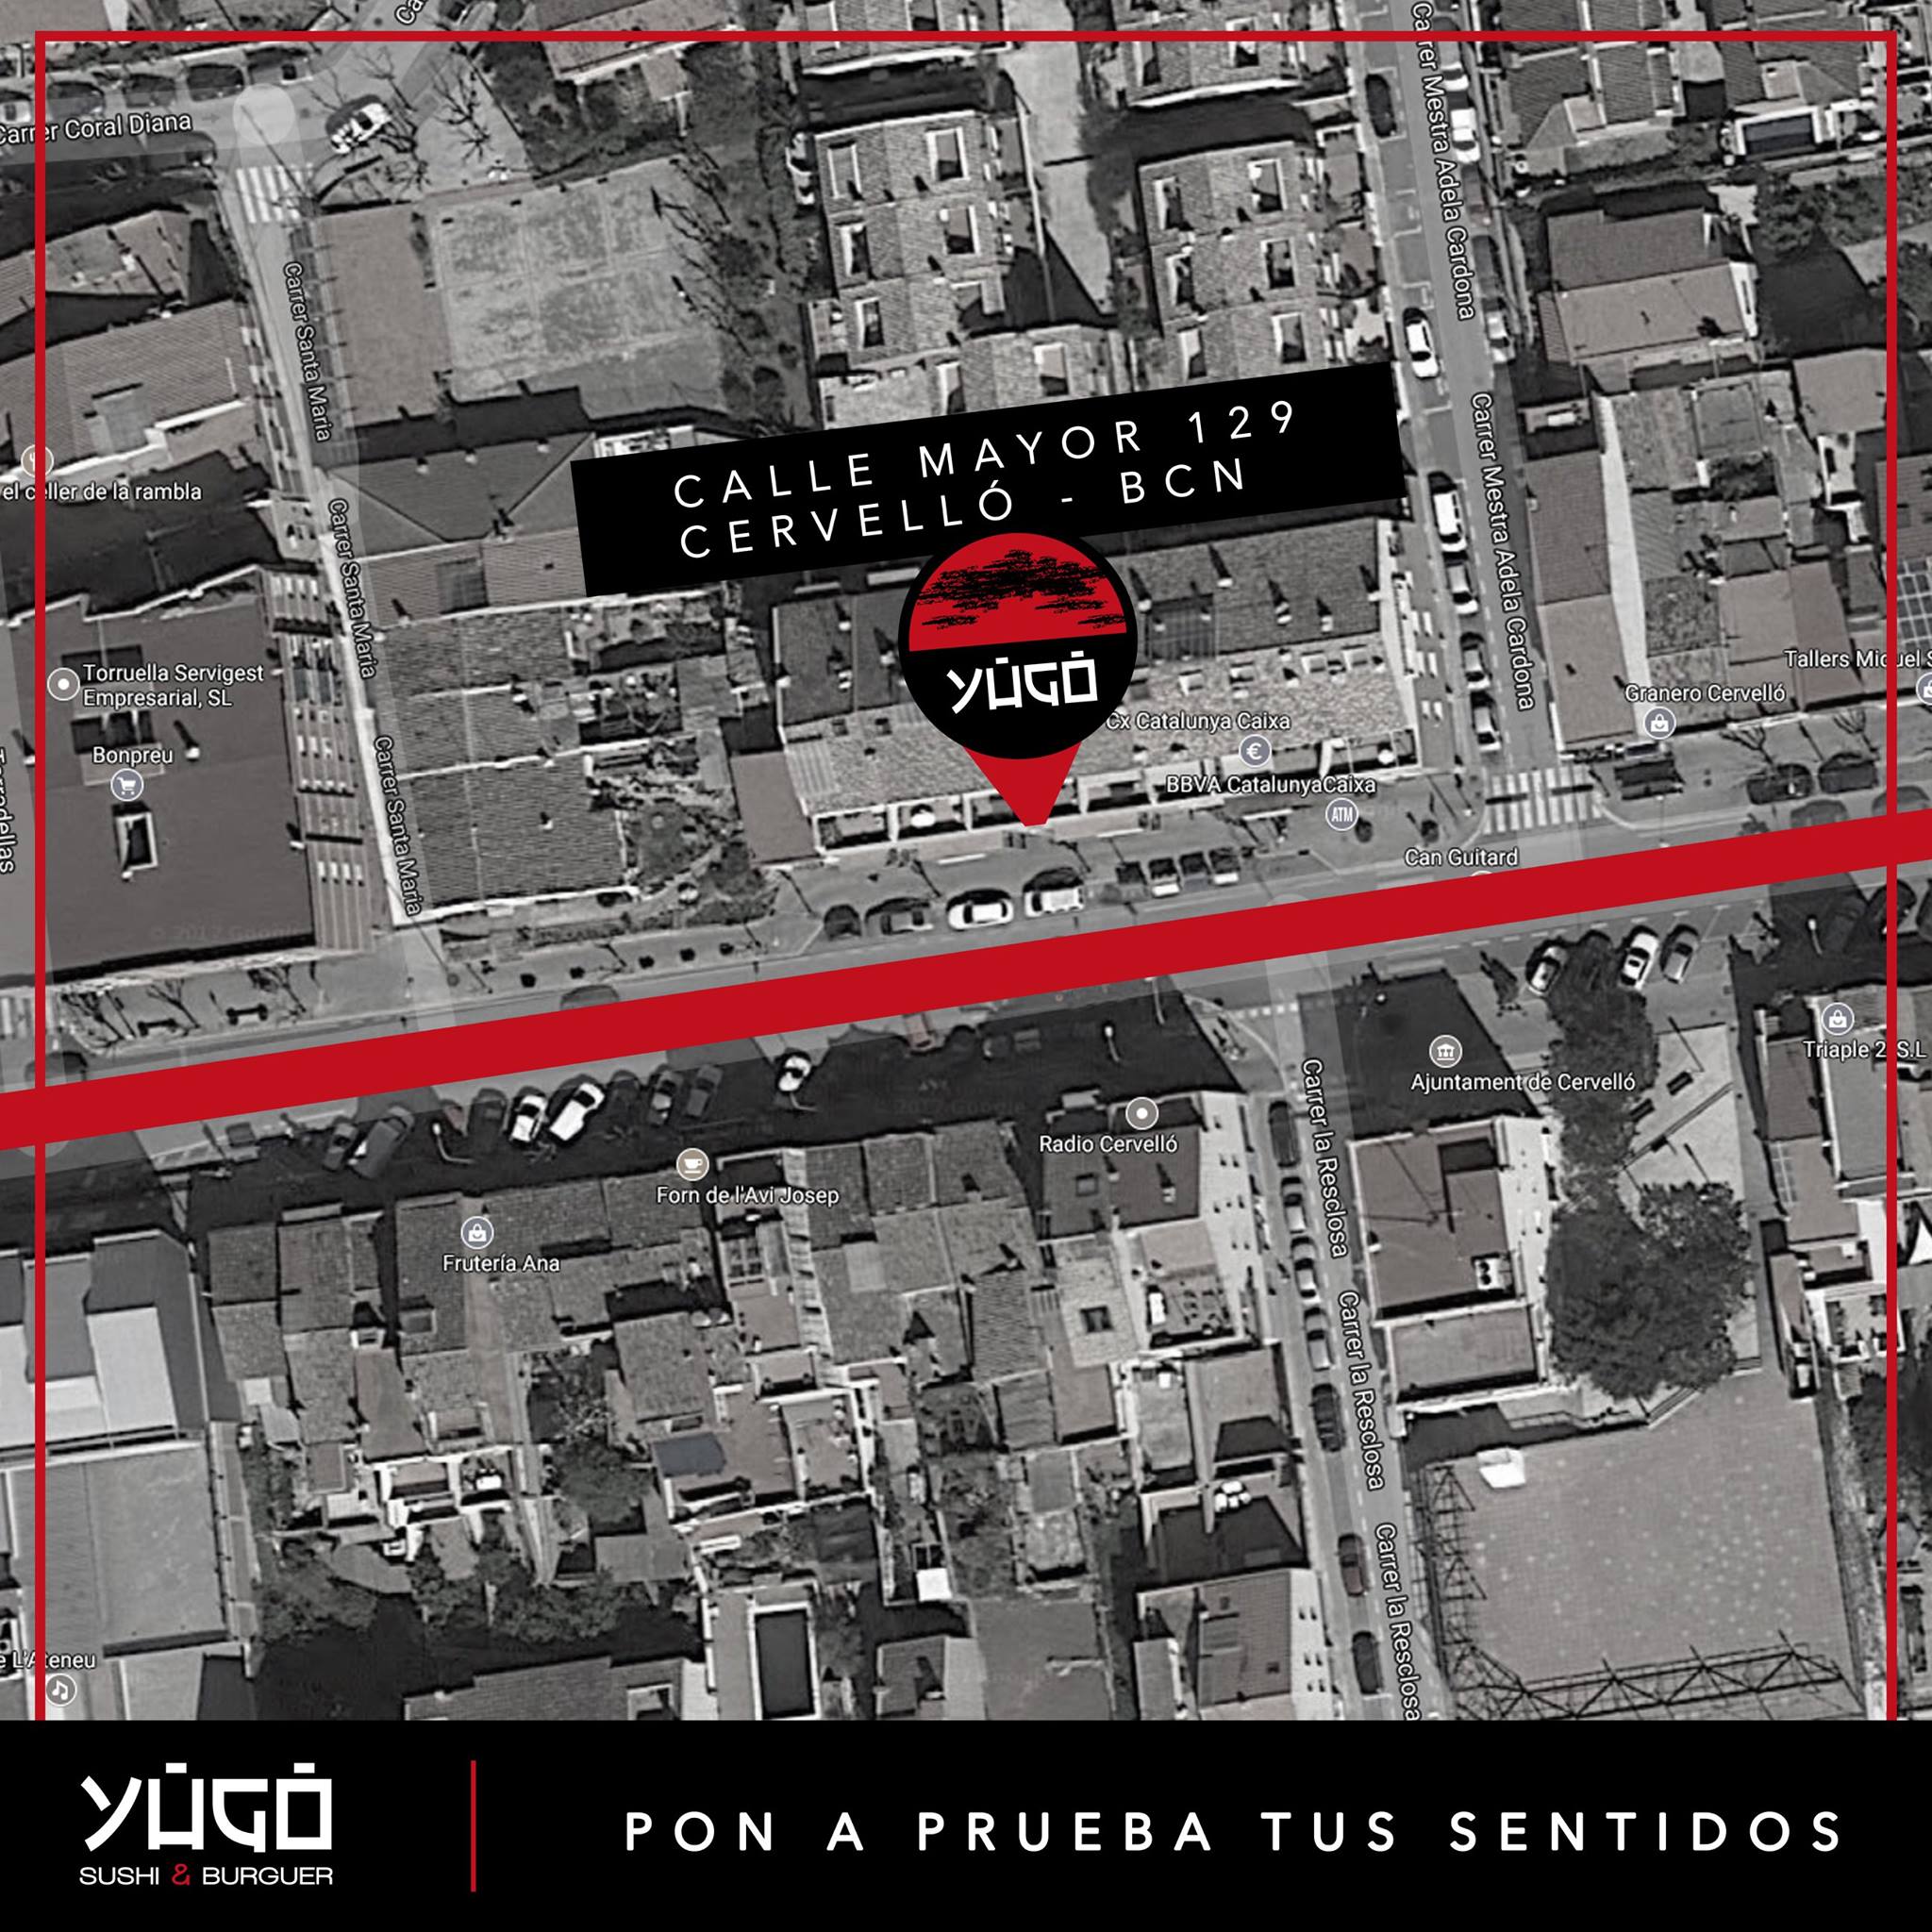 Carrer Coral Diana
Carrer Mestra Adela Cardona
Carrer Santa Maria
CALLE MAYOR 129
CERVELLÓ - BCN
Carrer Mestra Adela Cardona
el celler de la rambla
Carrer Santa Maria
YŪGŌ
Torruella Servigest
Empresarial, SL
Tallers Miquel S
Granero Cervelló
Cx Catalunya Caixa
€
Bonpreu
BBVA CatalunyaCaixa
ATM
Carrer Santa Maria
Can Guitard
Ajuntament de Cervelló
Triaple 2 S.L
Radio Cervelló
Carrer la Resclosa
Forn de l'Avi Josep
Frutería Ana
Carrer la Resclosa
Carrer la Resclosa
L'Ateneu
YŪGŌ
SUSHI & BURGUER
PON A PRUEBA TUS SENTIDOS